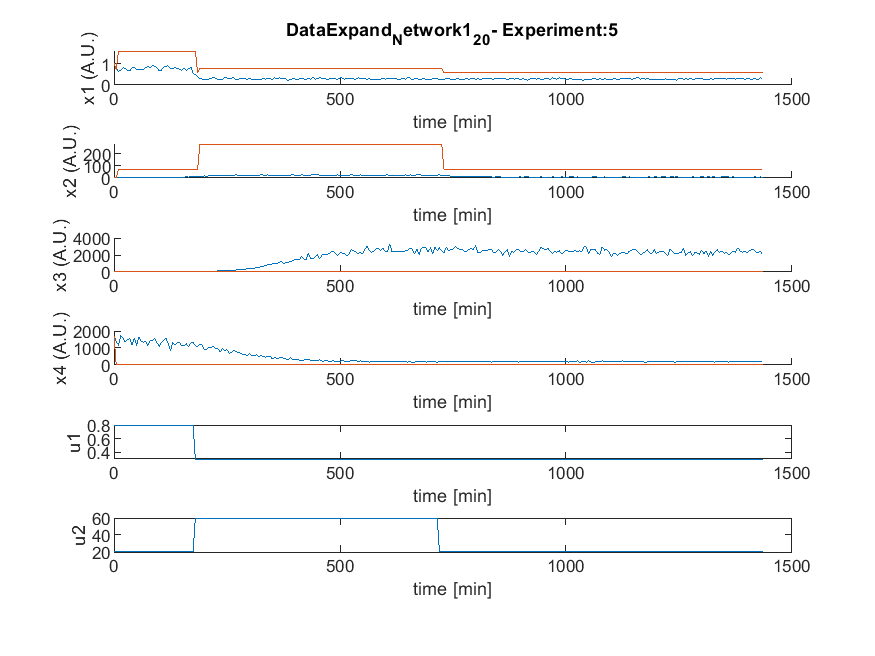 DataExpand_Network1_20- Experiment:5
x1 (A.U.)
1
0
0 500 1000 1500
time [min]
x2 (A.U.)
200
100
0
0 500 1000 1500
time [min]
x3 (A.U.)
4000
2000
0
0 500 1000 1500
time [min]
x4 (A.U.)
2000
1000
0
0 500 1000 1500
time [min]
u1
0.8
0.6
0.4
0 500 1000 1500
time [min]
u2
60
40
20
0 500 1000 1500
time [min]